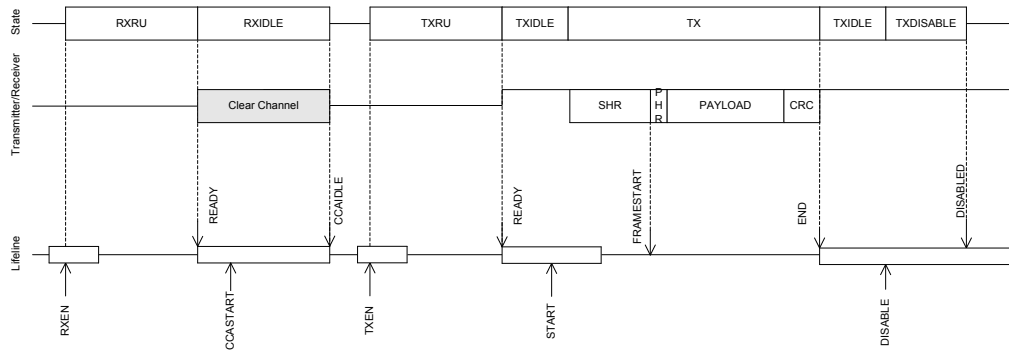 State
RXRU
RXIDLE
TXRU
TXIDLE
TX
TXIDLE
TXDISABLE
Transmitter/Receiver
Clear Channel
SHR
PHR
PAYLOAD
CRC
READY
CCAIDLE
READY
FRAMESTART
END
DISABLED
Lifeline
RXEN
CCASTART
TXEN
START
DISABLE